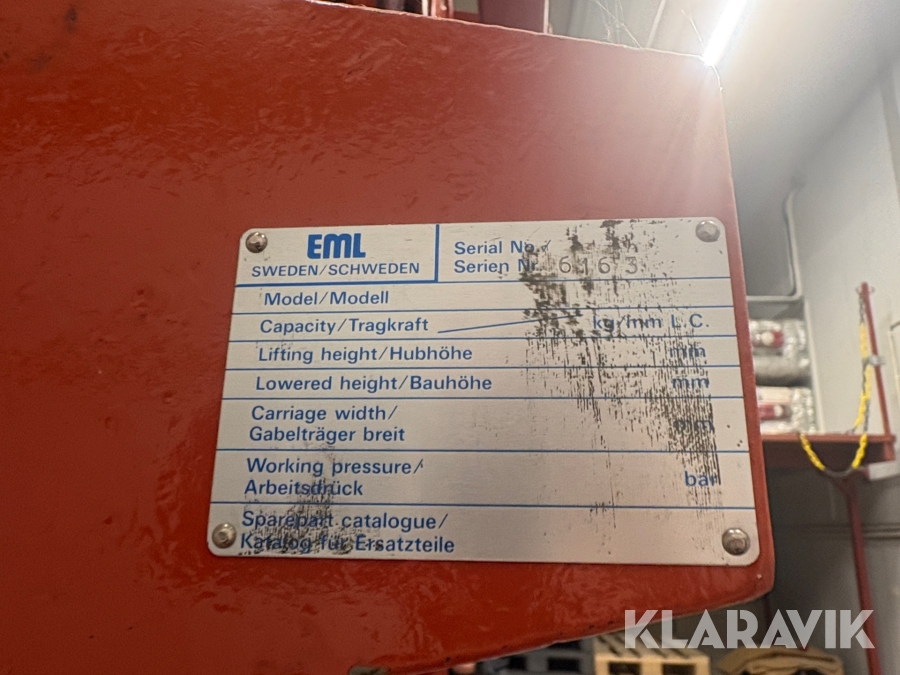 EML
SWEDEN/SCHWEDEN
Serial No/
Serien Nr. 6163
Model/Modell
Capacity/Tragkraft kg/mm L.C.
Lifting height/Hubhöhe mm
Lowered height/Bauhöhe mm
Carriage width/
Gabelträger breit mm
Working pressure/
Arbeitsdrück bar
Sparepart catalogue/
Katalog für Ersatzteile
KLARAVIK